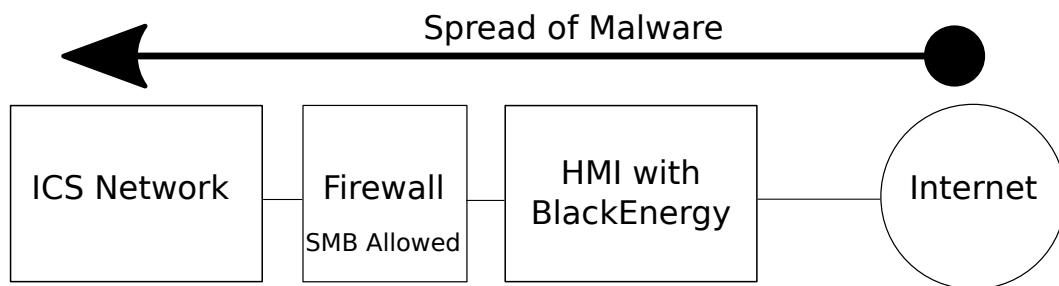 Spread of Malware
ICS Network
Firewall
SMB Allowed
HMI with
BlackEnergy
Internet